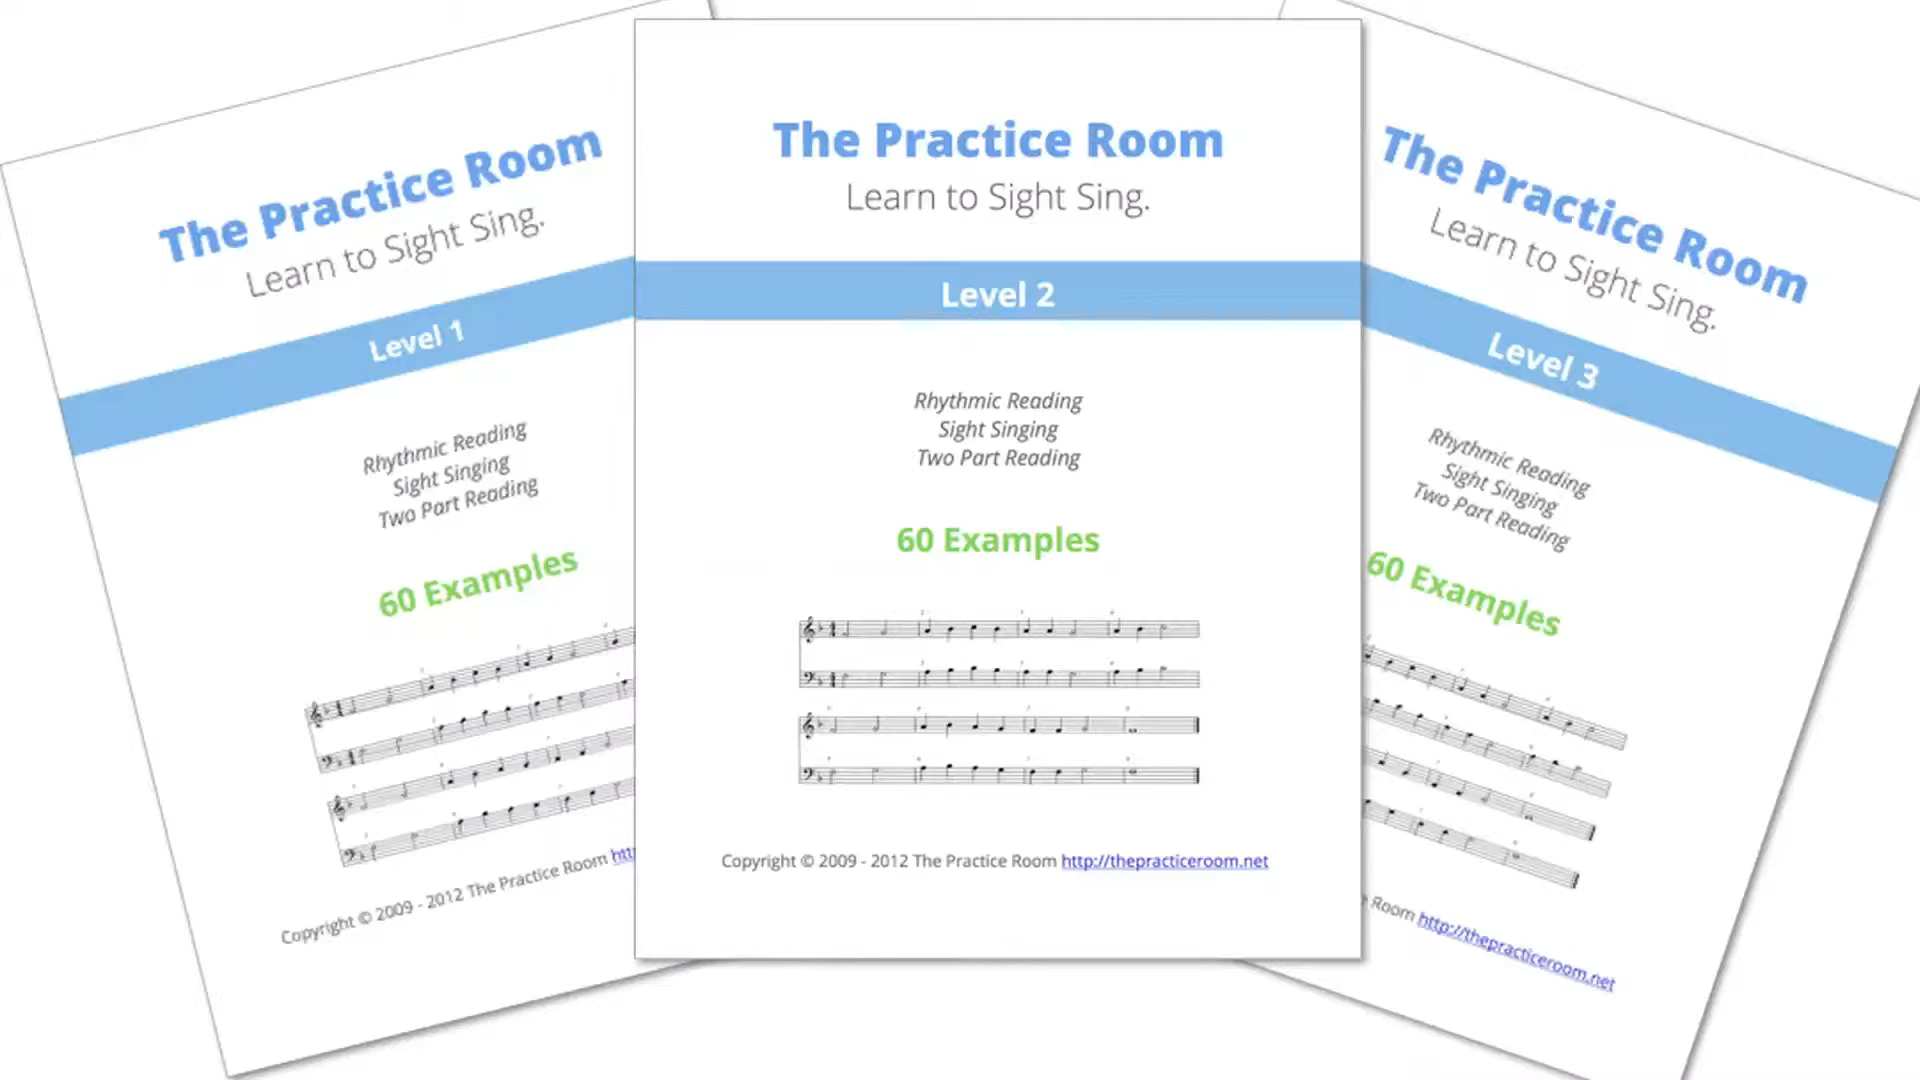 The Practice Room
Learn to Sight Sing.
Level 1
Rhythmic Reading
Sight Singing
Two Part Reading
60 Examples
Copyright © 2009 - 2012 The Practice Room htt
The Practice Room
Learn to Sight Sing.
Level 2
Rhythmic Reading
Sight Singing
Two Part Reading
60 Examples
Copyright © 2009 - 2012 The Practice Room http://thepracticeroom.net
The Practice Room
Learn to Sight Sing.
Level 3
Rhythmic Reading
Sight Singing
Two Part Reading
60 Examples
Room http://thepracticeroom.net